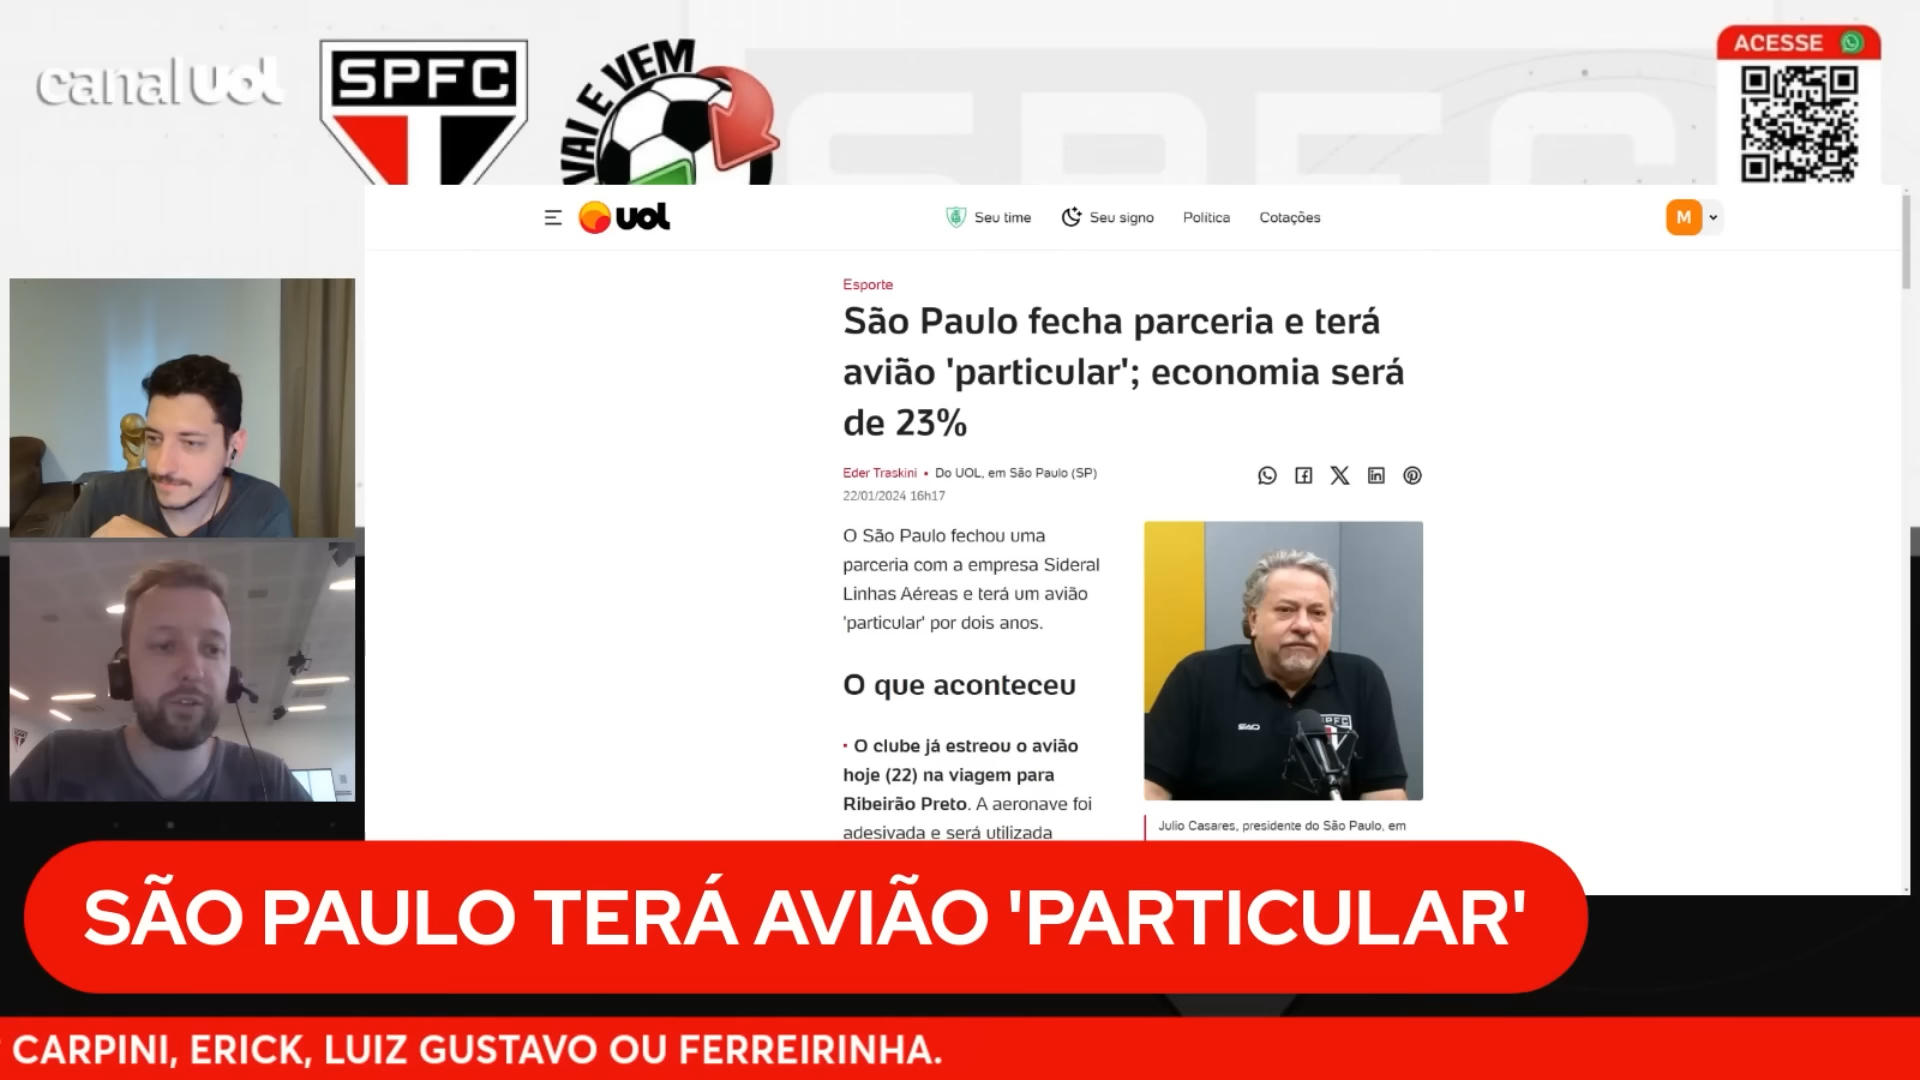 canal uol
SPFC
VAI E VEM
SPFC
ACESSE
uol
Seu time
Seu signo
Política
Cotações
M
Esporte
São Paulo fecha parceria e terá
avião 'particular'; economia será
de 23%
Eder Traskini • Do UOL, em São Paulo (SP)
22/01/2024 16h17
O São Paulo fechou uma
parceria com a empresa Sideral
Linhas Aéreas e terá um avião
'particular' por dois anos.
O que aconteceu
· O clube já estreou o avião
hoje (22) na viagem para
Ribeirão Preto. A aeronave foi
adesivada e será utilizada
SPFC
Julio Casares, presidente do São Paulo, em
SÃO PAULO TERÁ AVIÃO 'PARTICULAR'
CARPINI, ERICK, LUIZ GUSTAVO OU FERREIRINHA.